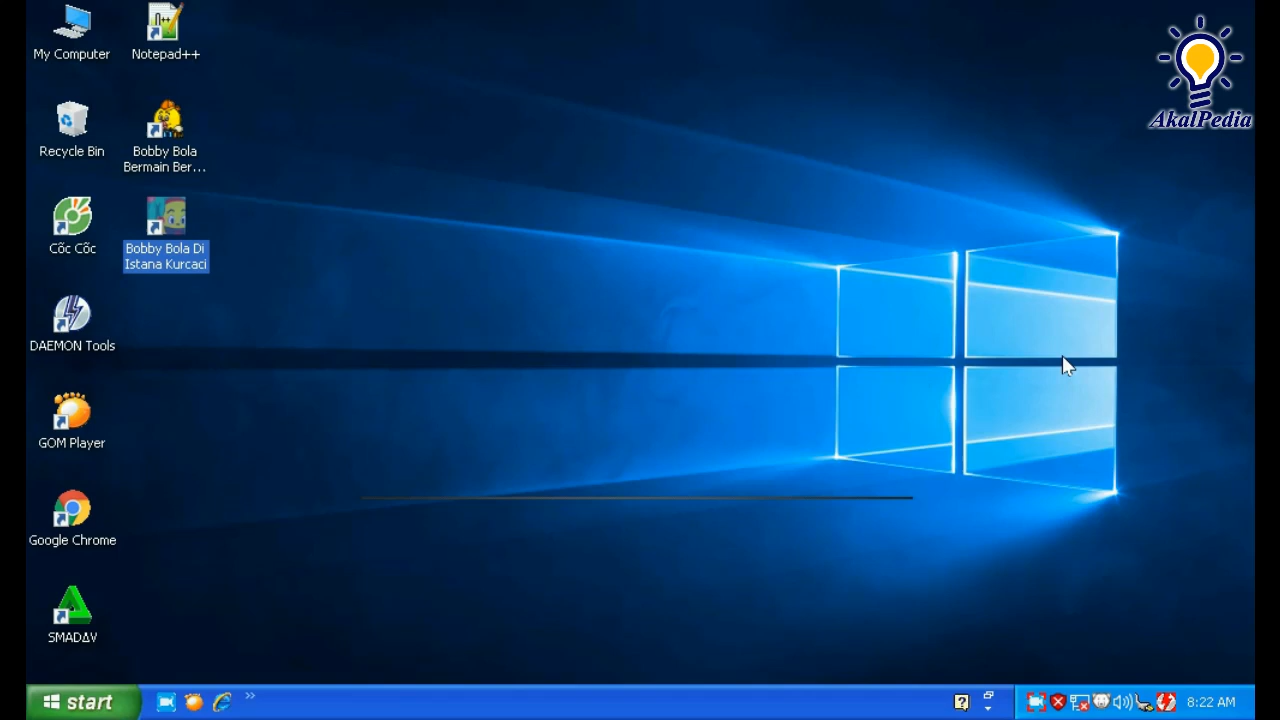 My Computer
Notepad++
AkalPedia
Recycle Bin
Bobby Bola
Bermain Ber...
Cốc Cốc
Bobby Bola Di
Istana Kurcaci
DAEMON Tools
GOM Player
Google Chrome
SMADΔV
start
8:22 AM